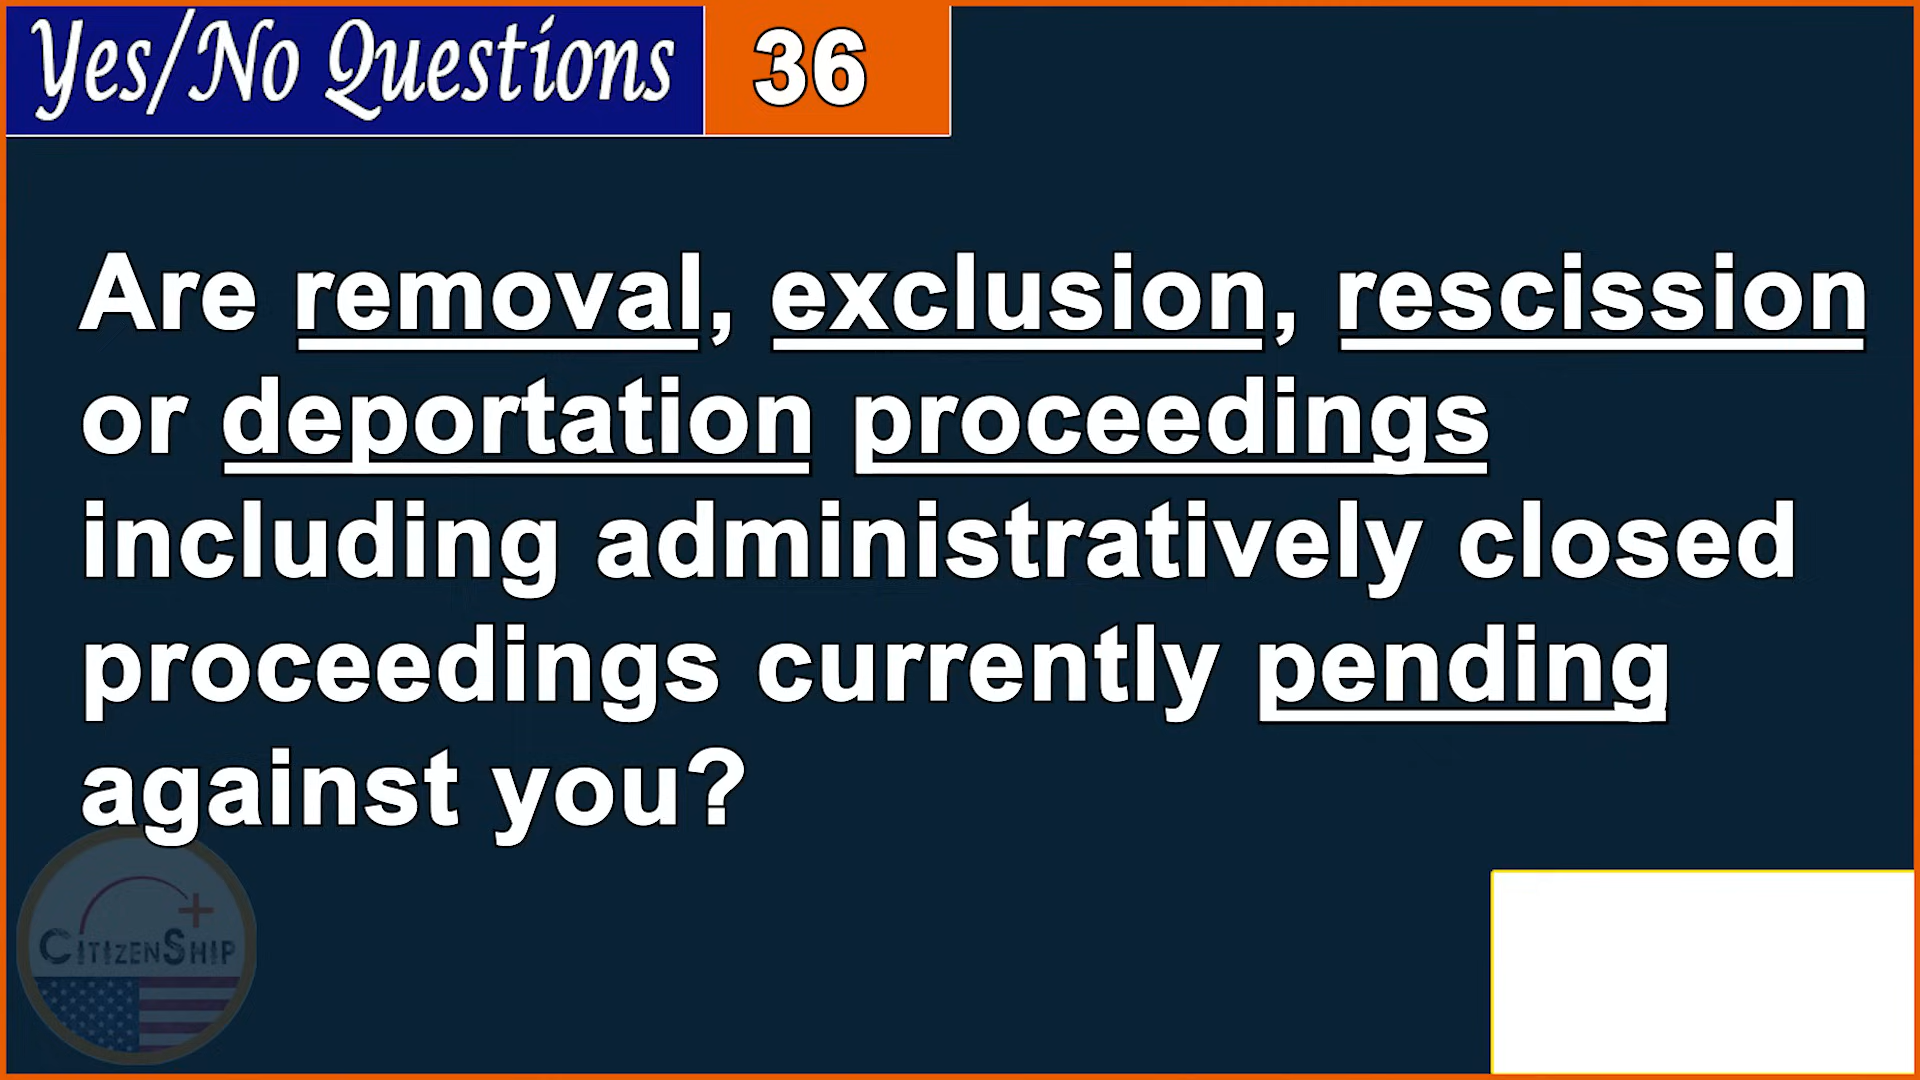 Yes/No Questions
36
Are removal, exclusion, rescission
or deportation proceedings
including administratively closed
proceedings currently pending
against you?
CITIZENSHIP